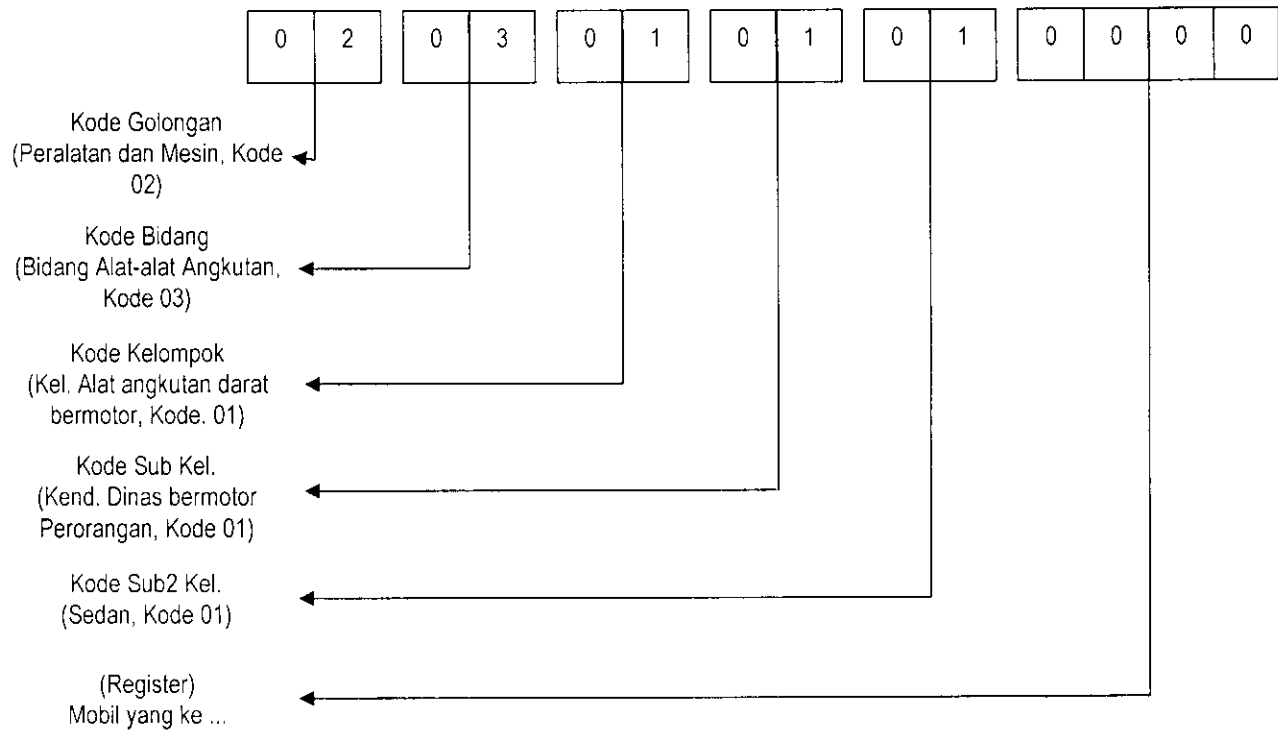 0 2 0 3 0 1 0 1 0 1 0 0 0 0
Kode Golongan
(Peralatan dan Mesin, Kode
02)
Kode Bidang
(Bidang Alat-alat Angkutan,
Kode 03)
Kode Kelompok
(Kel. Alat angkutan darat
bermotor, Kode. 01)
Kode Sub Kel.
(Kend. Dinas bermotor
Perorangan, Kode 01)
Kode Sub2 Kel.
(Sedan, Kode 01)
(Register)
Mobil yang ke ...